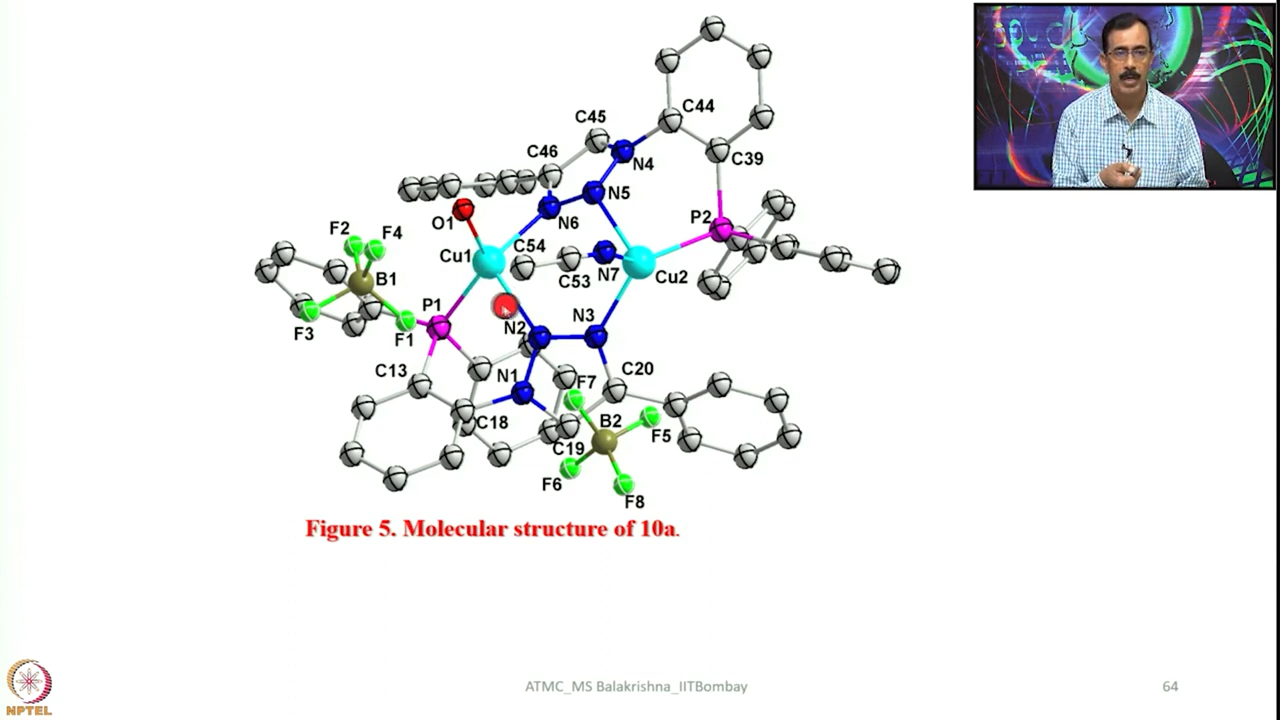 C44
C45
C46
N4
C39
N5
P2
N6
O1
F2
F4
C54
Cu1
N7
C53
Cu2
B1
P1
F3
F1
N2
N3
C13
N1
C20
F7
C18
B2
F5
C19
F6
F8
Figure 5. Molecular structure of 10a.
NPTEL
ATMC_MS Balakrishna_IITBombay
64